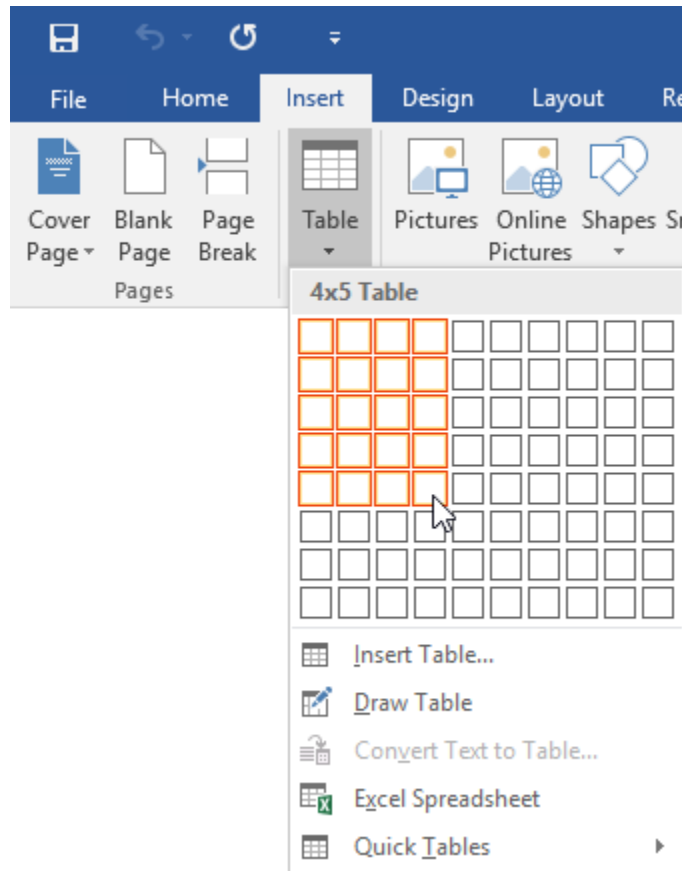 File Home Insert Design Layout
Cover Blank Page Table Pictures Online Shapes
Page Page Break Pictures
Pages
4x5 Table
Insert Table...
Draw Table
Convert Text to Table...
Excel Spreadsheet
Quick Tables